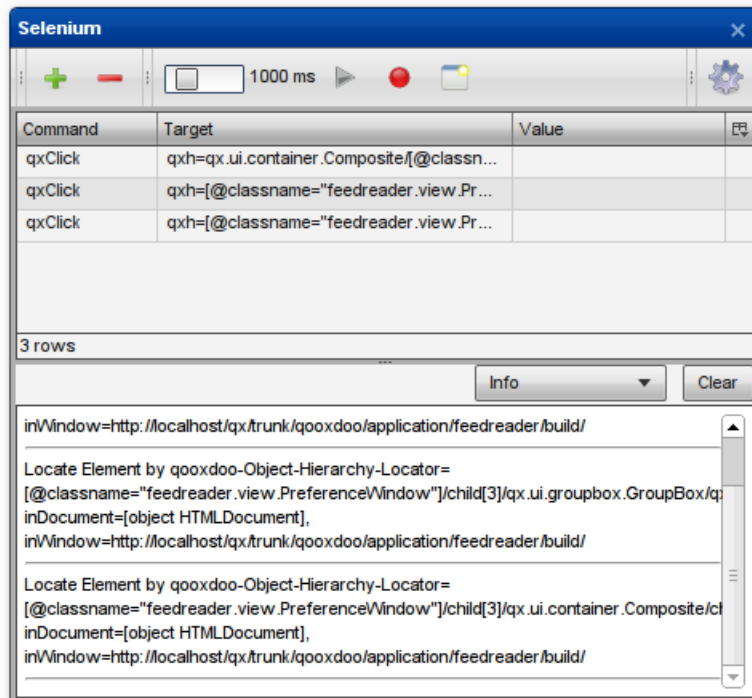 Selenium
1000 ms
Command Target Value
qxClick qxh=qx.ui.container.Composite/[@classn...
qxClick qxh=[@classname="feedreader.view.Pr...
qxClick qxh=[@classname="feedreader.view.Pr...
3 rows
Info Clear
inWindow=http://localhost/qx/trunk/qooxdoo/application/feedreader/build/
Locate Element by qooxdoo-Object-Hierarchy-Locator=
[@classname="feedreader.view.PreferenceWindow"]/child[3]/qx.ui.groupbox.GroupBox/qx
inDocument=[object HTMLDocument],
inWindow=http://localhost/qx/trunk/qooxdoo/application/feedreader/build/
Locate Element by qooxdoo-Object-Hierarchy-Locator=
[@classname="feedreader.view.PreferenceWindow"]/child[3]/qx.ui.container.Composite/ch
inDocument=[object HTMLDocument],
inWindow=http://localhost/qx/trunk/qooxdoo/application/feedreader/build/